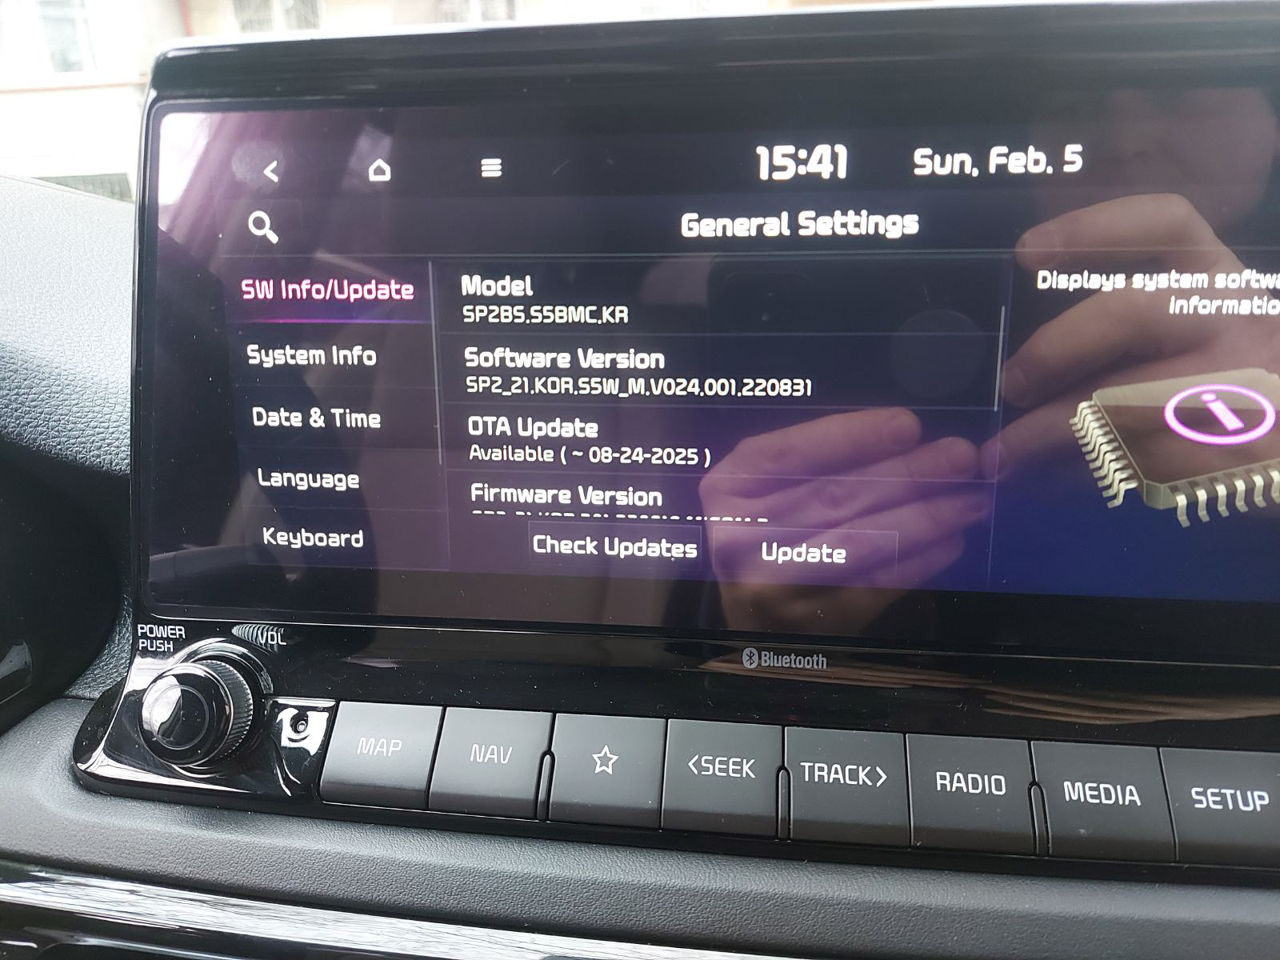 15:41
Sun, Feb. 5
General Settings
SW Info/Update
System Info
Date & Time
Language
Keyboard
Model
SP2BS.S5BMC.KR
Software Version
SP2_21.KOR.S5W_M.V024.001.220831
OTA Update
Available ( ~ 08-24-2025 )
Firmware Version
Check Updates
Update
Displays system
POWER
PUSH
VOL
Bluetooth
MAP
NAV
<SEEK
TRACK>
RADIO
MEDIA
SETUP